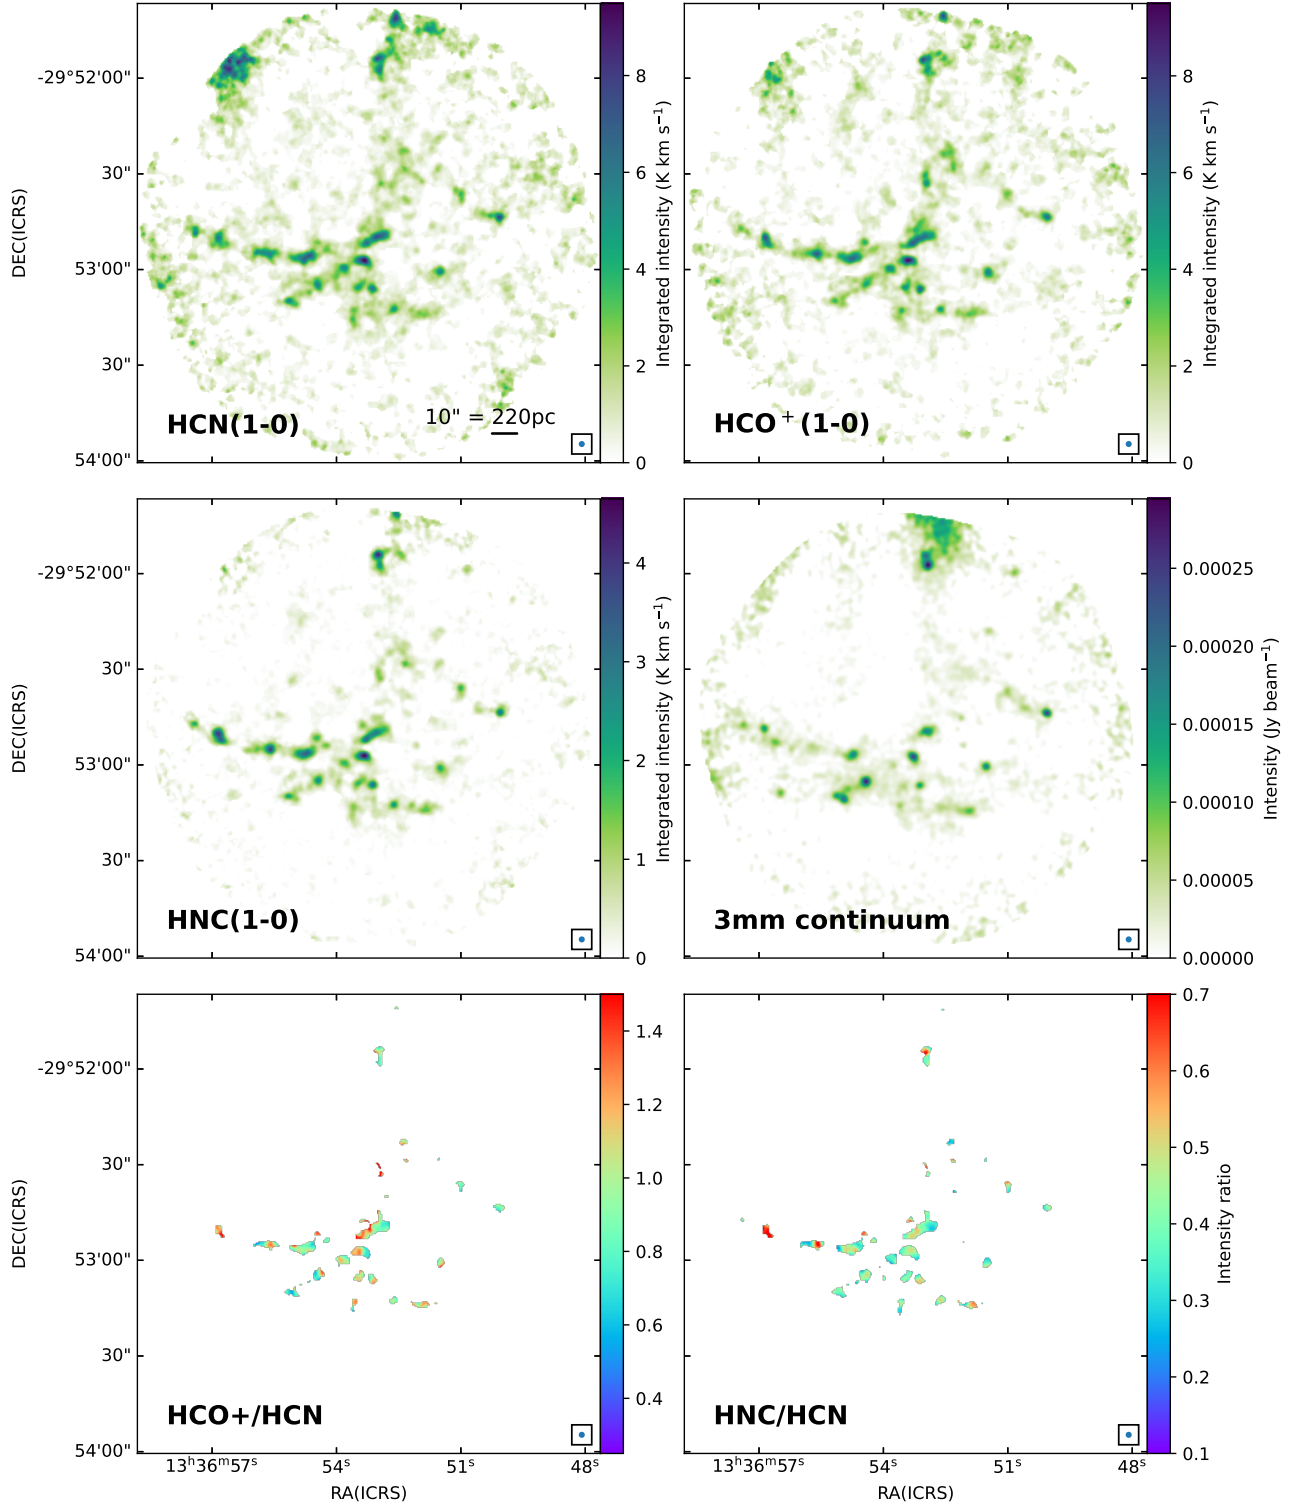 -29°52'00"
30"
53'00"
30"
54'00"
DEC(ICRS)
HCN(1-0)
10" = 220pc
8
6
4
2
0
Integrated intensity (K km s⁻¹)
HCO⁺(1-0)
8
6
4
2
0
Integrated intensity (K km s⁻¹)
-29°52'00"
30"
53'00"
30"
54'00"
DEC(ICRS)
HNC(1-0)
4
3
2
1
0
Integrated intensity (K km s⁻¹)
3mm continuum
0.00025
0.00020
0.00015
0.00010
0.00005
0.00000
Intensity (Jy beam⁻¹)
-29°52'00"
30"
53'00"
30"
54'00"
DEC(ICRS)
HCO+/HCN
1.4
1.2
1.0
0.8
0.6
0.4
13ʰ36ᵐ57ˢ 54ˢ 51ˢ 48ˢ
RA(ICRS)
HNC/HCN
0.7
0.6
0.5
0.4
0.3
0.2
0.1
Intensity ratio
13ʰ36ᵐ57ˢ 54ˢ 51ˢ 48ˢ
RA(ICRS)